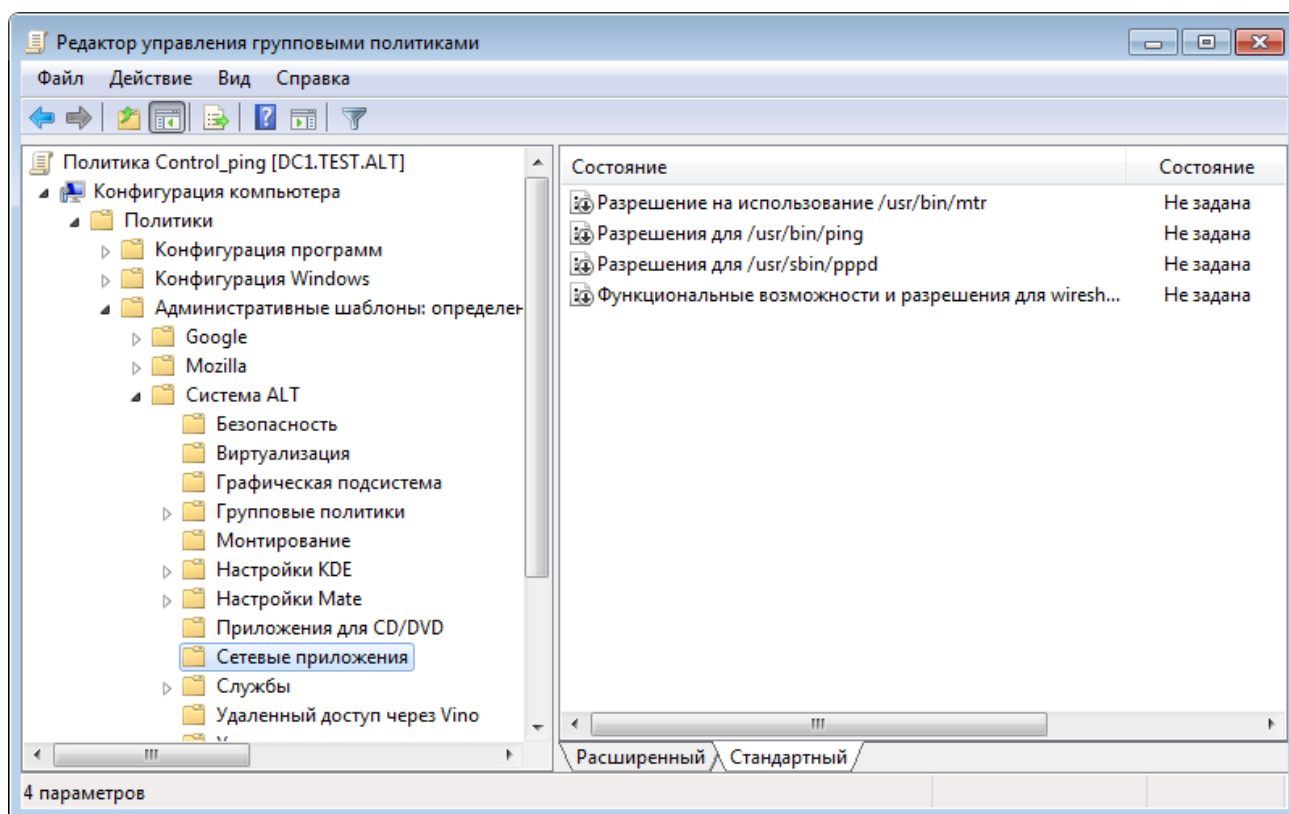 Редактор управления групповыми политиками
Файл Действие Вид Справка
Политика Control_ping [DC1.TEST.ALT]
Конфигурация компьютера
Политики
Конфигурация программ
Конфигурация Windows
Административные шаблоны: определен
Google
Mozilla
Система ALT
Безопасность
Виртуализация
Графическая подсистема
Групповые политики
Монтирование
Настройки KDE
Настройки Mate
Приложения для CD/DVD
Сетевые приложения
Службы
Удаленный доступ через Vino
Состояние Состояние
Разрешение на использование /usr/bin/mtr Не задана
Разрешения для /usr/bin/ping Не задана
Разрешения для /usr/sbin/pppd Не задана
Функциональные возможности и разрешения для wiresh... Не задана
Расширенный Стандартный
4 параметров